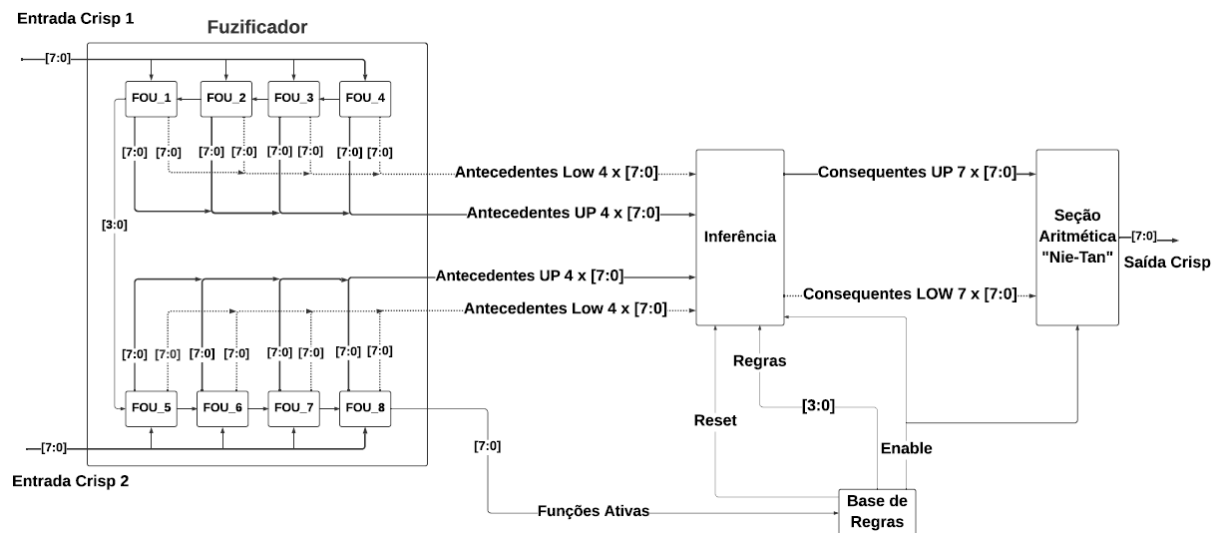 Entrada Crisp 1
Fuzificador
[7:0]
FOU_1
FOU_2
FOU_3
FOU_4
[7:0]
[7:0]
[7:0]
[7:0]
[7:0]
[7:0]
[7:0]
[7:0]
Antecedentes Low 4 x [7:0]
Antecedentes UP 4 x [7:0]
[3:0]
Antecedentes UP 4 x [7:0]
Antecedentes Low 4 x [7:0]
[7:0]
[7:0]
[7:0]
[7:0]
[7:0]
[7:0]
[7:0]
[7:0]
FOU_5
FOU_6
FOU_7
FOU_8
[7:0]
Entrada Crisp 2
[7:0]
Funções Ativas
Inferência
Consequentes UP 7 x [7:0]
Consequentes LOW 7 x [7:0]
Seção
Aritmética
"Nie-Tan"
[7:0]
Saída Crisp
Regras
[3:0]
Reset
Enable
Base de
Regras